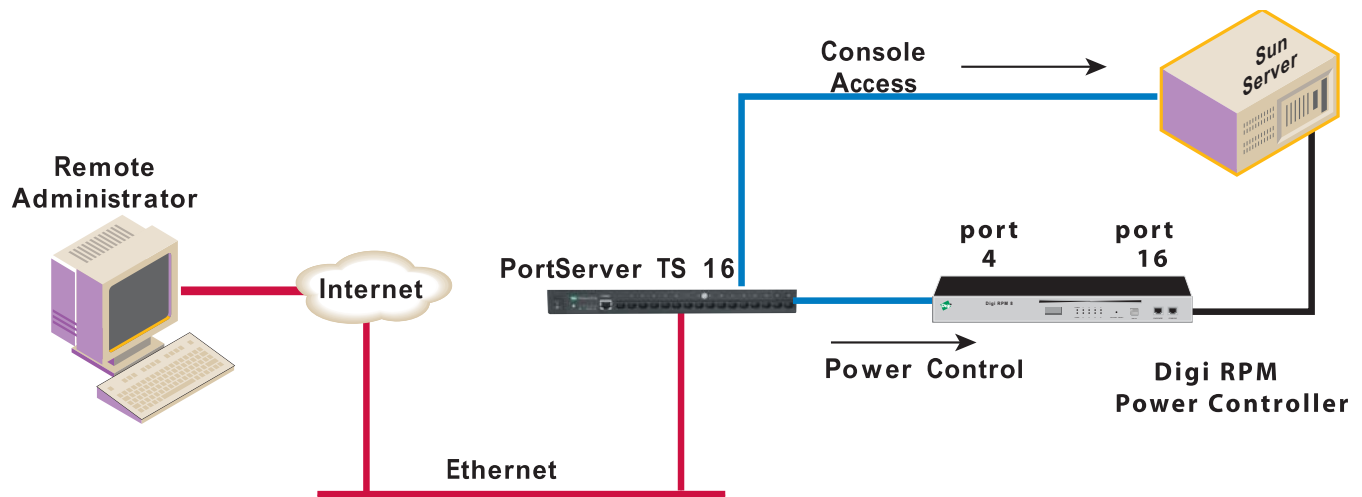 Console
Access
Sun
Server
Remote
Administrator
port
4
port
16
PortServer TS 16
Internet
Digi RPM 8
Power Control
Digi RPM
Power Controller
Ethernet